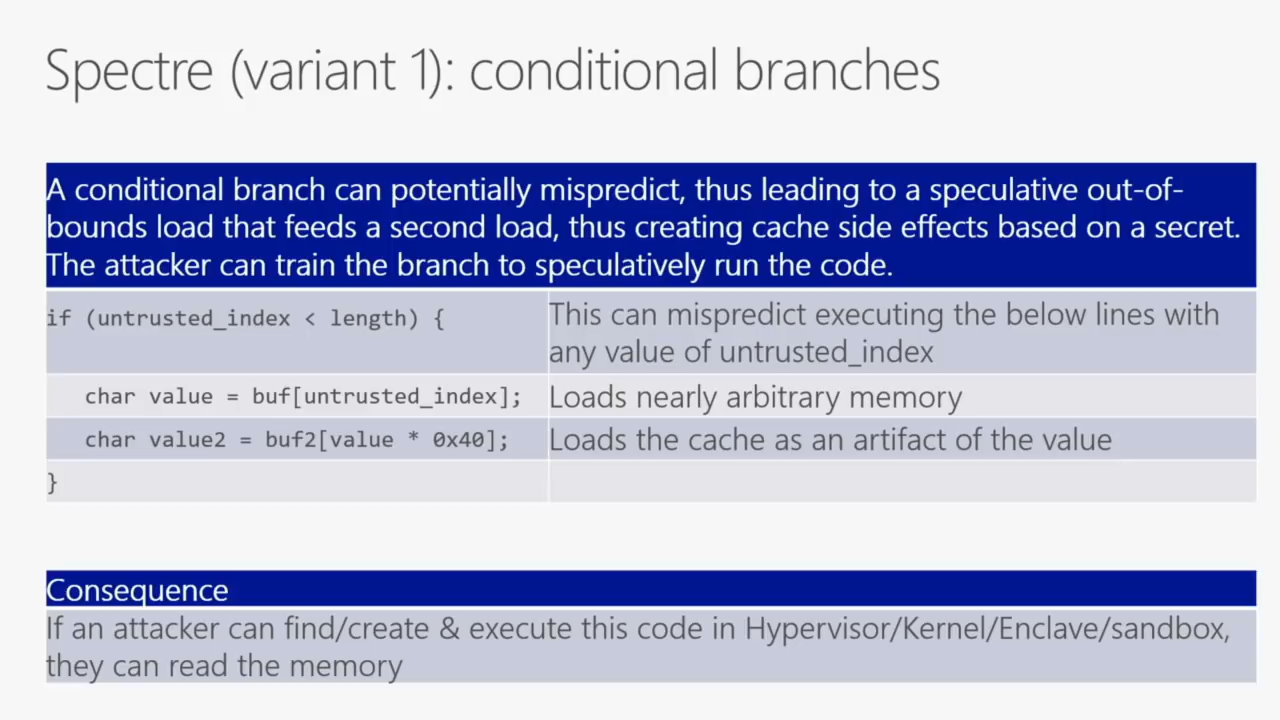 Spectre (variant 1): conditional branches
A conditional branch can potentially mispredict, thus leading to a speculative out-of-
bounds load that feeds a second load, thus creating cache side effects based on a secret.
The attacker can train the branch to speculatively run the code.
if (untrusted_index < length) {
This can mispredict executing the below lines with
any value of untrusted_index
char value = buf[untrusted_index];
Loads nearly arbitrary memory
char value2 = buf2[value * 0x40];
Loads the cache as an artifact of the value
}
Consequence
If an attacker can find/create & execute this code in Hypervisor/Kernel/Enclave/sandbox,
they can read the memory